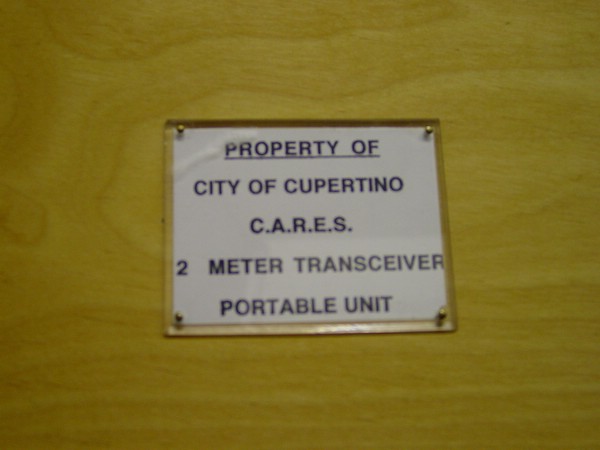 PROPERTY OF
CITY OF CUPERTINO
C.A.R.E.S.
2 METER TRANSCEIVER
PORTABLE UNIT